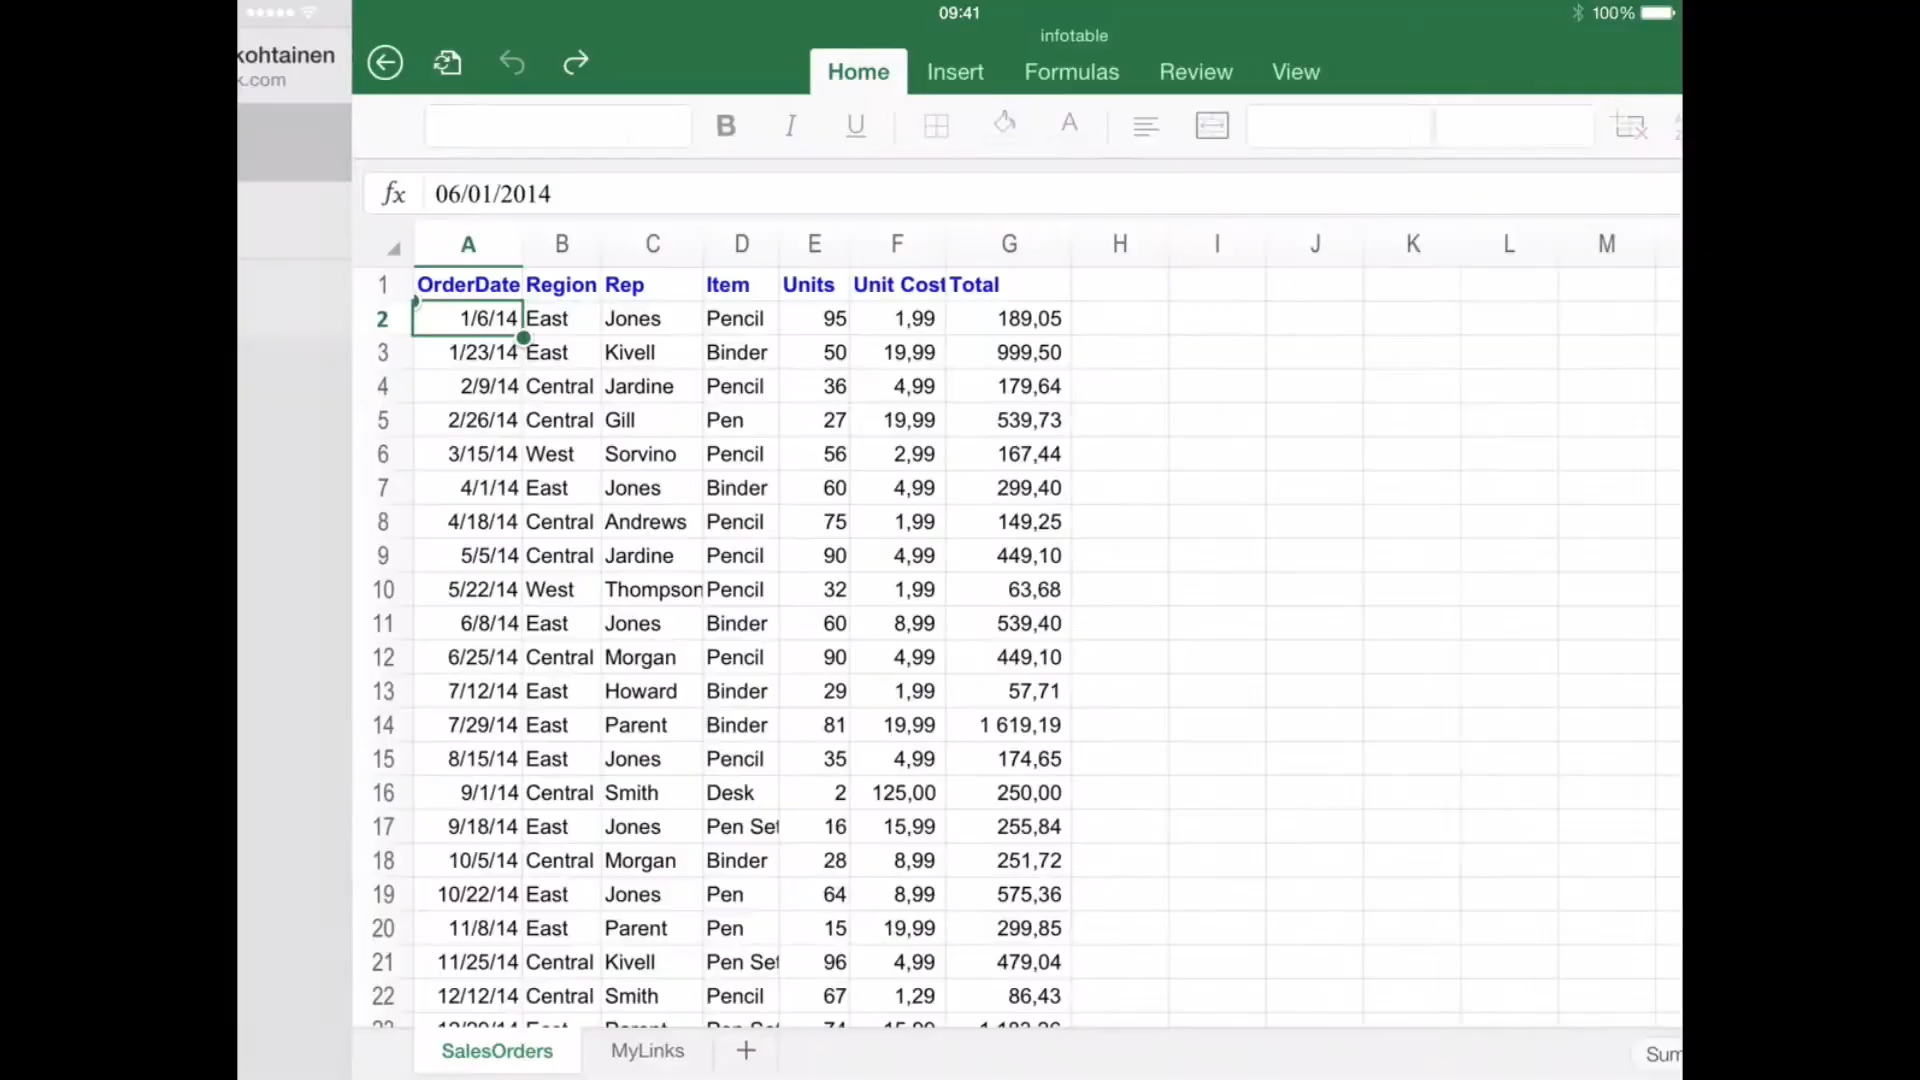 09:41
100%
kohtainen
k.com
infotable
Home Insert Formulas Review View
B I U A
fx 06/01/2014
A B C D E F G H I J K L M
1 OrderDate Region Rep Item Units Unit Cost Total
2 1/6/14 East Jones Pencil 95 1,99 189,05
3 1/23/14 East Kivell Binder 50 19,99 999,50
4 2/9/14 Central Jardine Pencil 36 4,99 179,64
5 2/26/14 Central Gill Pen 27 19,99 539,73
6 3/15/14 West Sorvino Pencil 56 2,99 167,44
7 4/1/14 East Jones Binder 60 4,99 299,40
8 4/18/14 Central Andrews Pencil 75 1,99 149,25
9 5/5/14 Central Jardine Pencil 90 4,99 449,10
10 5/22/14 West Thompson Pencil 32 1,99 63,68
11 6/8/14 East Jones Binder 60 8,99 539,40
12 6/25/14 Central Morgan Pencil 90 4,99 449,10
13 7/12/14 East Howard Binder 29 1,99 57,71
14 7/29/14 East Parent Binder 81 19,99 1 619,19
15 8/15/14 East Jones Pencil 35 4,99 174,65
16 9/1/14 Central Smith Desk 2 125,00 250,00
17 9/18/14 East Jones Pen Set 16 15,99 255,84
18 10/5/14 Central Morgan Binder 28 8,99 251,72
19 10/22/14 East Jones Pen 64 8,99 575,36
20 11/8/14 East Parent Pen 15 19,99 299,85
21 11/25/14 Central Kivell Pen Set 96 4,99 479,04
22 12/12/14 Central Smith Pencil 67 1,29 86,43
SalesOrders MyLinks + Sum